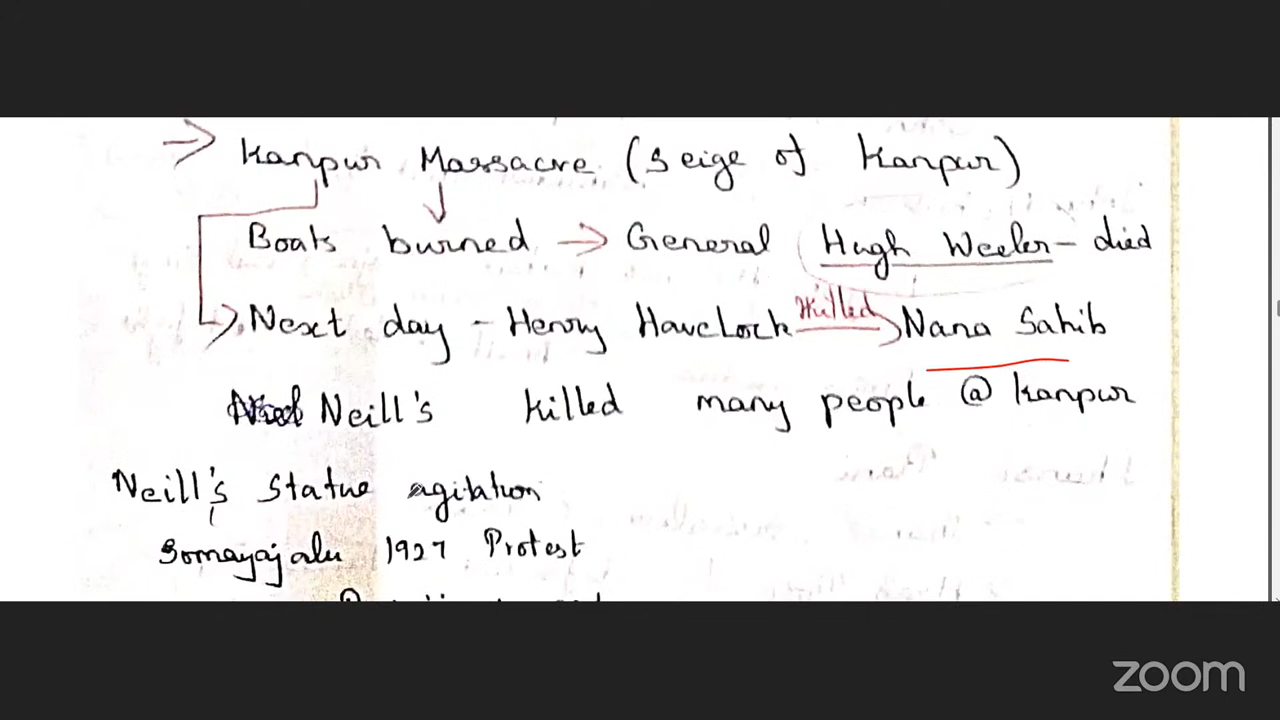 Kanpur Massacre (Seige of Kanpur)
Boats burned → General Hugh Weeler - died
Next day - Henry Havelock killed → Nana Sahib
Neill's killed many people @ Kanpur
Neill's Statue agitation
Somayajalu 1927 Protest
zoom